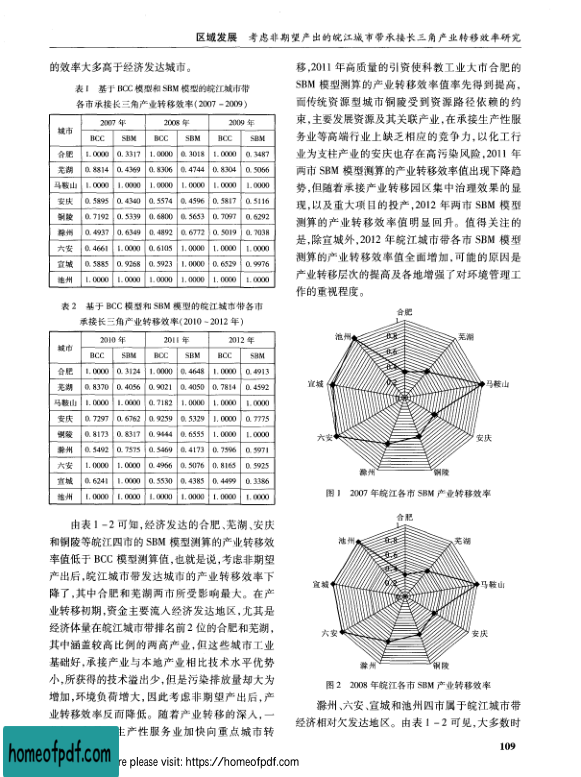 区域发展 考虑非期望产出的皖江城市带承接长三角产业转移效率研究
的效率大多高于经济发达城市。
表1 基于 BCC 模型和 SBM 模型的皖江城市带
各市承接长三角产业转移效率(2007~2009)
城市 2007 年 2008 年 2009 年
BCC SBM BCC SBM BCC SBM
合肥 1.0000 0.3317 1.0000 0.3018 1.0000 0.3487
芜湖 0.8814 0.4369 0.8306 0.4744 0.8304 0.5066
马鞍山 1.0000 1.0000 1.0000 1.0000 1.0000 1.0000
安庆 0.5895 0.4340 0.5574 0.4596 0.5817 0.5116
铜陵 0.7192 0.5339 0.6800 0.5653 0.7097 0.6292
滁州 0.4937 0.6349 0.4892 0.6772 0.5019 0.7038
六安 0.4661 1.0000 0.6105 1.0000 1.0000 1.0000
宣城 0.5885 0.9268 0.5923 1.0000 0.6529 0.9976
池州 1.0000 1.0000 1.0000 1.0000 1.0000 1.0000
表2 基于 BCC 模型和 SBM 模型的皖江城市带各市
承接长三角产业转移效率(2010~2012 年)
城市 2010 年 2011 年 2012 年
BCC SBM BCC SBM BCC SBM
合肥 1.0000 0.3124 1.0000 0.4648 1.0000 0.4913
芜湖 0.8370 0.4056 0.9021 0.4050 0.7814 0.4592
马鞍山 1.0000 1.0000 0.7182 1.0000 1.0000 1.0000
安庆 0.7297 0.6762 0.9259 0.5329 1.0000 0.7775
铜陵 0.8173 0.8317 0.9444 0.6555 1.0000 1.0000
滁州 0.5492 0.7575 0.5469 0.4173 0.7596 0.5971
六安 1.0000 1.0000 0.4966 0.5076 0.8165 0.5925
宣城 0.6241 1.0000 0.5530 0.4385 0.4499 0.3386
池州 1.0000 1.0000 1.0000 1.0000 1.0000 1.0000
由表1~2可知,经济发达的合肥、芜湖、安庆
和铜陵等皖江四市的 SBM 模型测算的产业转移效
率值低于 BCC 模型测算值,也就是说,考虑非期望
产出后,皖江城市带发达城市的产业转移效率下
降了,其中合肥和芜湖两市所受影响最大。在产
业转移初期,资金主要流入经济发达地区,尤其是
经济体量在皖江城市带排名前2位的合肥和芜湖,
其中涵盖较高比例的两高产业,但这些城市工业
基础好,承接产业与本地产业相比技术水平优势
小,所获得的技术溢出少,但是污染排放量却大为
增加,环境负荷增大,因此考虑非期望产出后,产
业转移效率反而降低。随着产业转移的深入,一
生产性服务业加快向重点城市转
移,2011年高质量的引资使科教工业大市合肥的
SBM 模型测算的产业转移效率值率先得到提高,
而传统资源型城市铜陵受到资源路径依赖的约
束,主要发展资源及其关联产业,在承接生产性服
务业等高端行业上缺乏相应的竞争力,以化工行
业为支柱产业的安庆也存在高污染风险,2011年
两市 SBM 模型测算的产业转移效率值出现下降趋
势,但随着承接产业转移园区集中治理效果的显
现,以及重大项目的投产,2012年两市 SBM 模型
测算的产业转移效率值明显回升。值得关注的
是,除宣城外,2012年皖江城市带各市 SBM 模型
测算的产业转移效率值全面增加,可能的原因是
产业转移层次的提高及各地增强了对环境管理工
作的重视程度。
合肥
1
池州 0.8 芜湖
0.6
0.4
宣城 0.2 马鞍山
六安 安庆
滁州 铜陵
图1 2007年皖江各市 SBM 产业转移效率
合肥
1
池州 0.8 芜湖
0.6
0.4
宣城 0.2 马鞍山
六安 安庆
滁州 铜陵
图2 2008年皖江各市 SBM 产业转移效率
滁州、六安、宣城和池州四市属于皖江城市带
经济相对欠发达地区。由表1~2可见,大多数时
109
homeofpdf.com
re please visit: https://homeofpdf.com